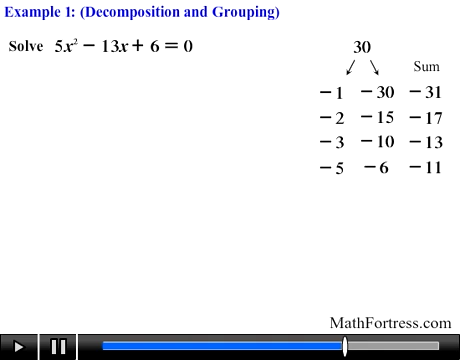 Example 1: (Decomposition and Grouping)
Solve 5x² − 13x + 6 = 0
30
Sum
−1 −30 −31
−2 −15 −17
−3 −10 −13
−5 −6 −11
MathFortress.com